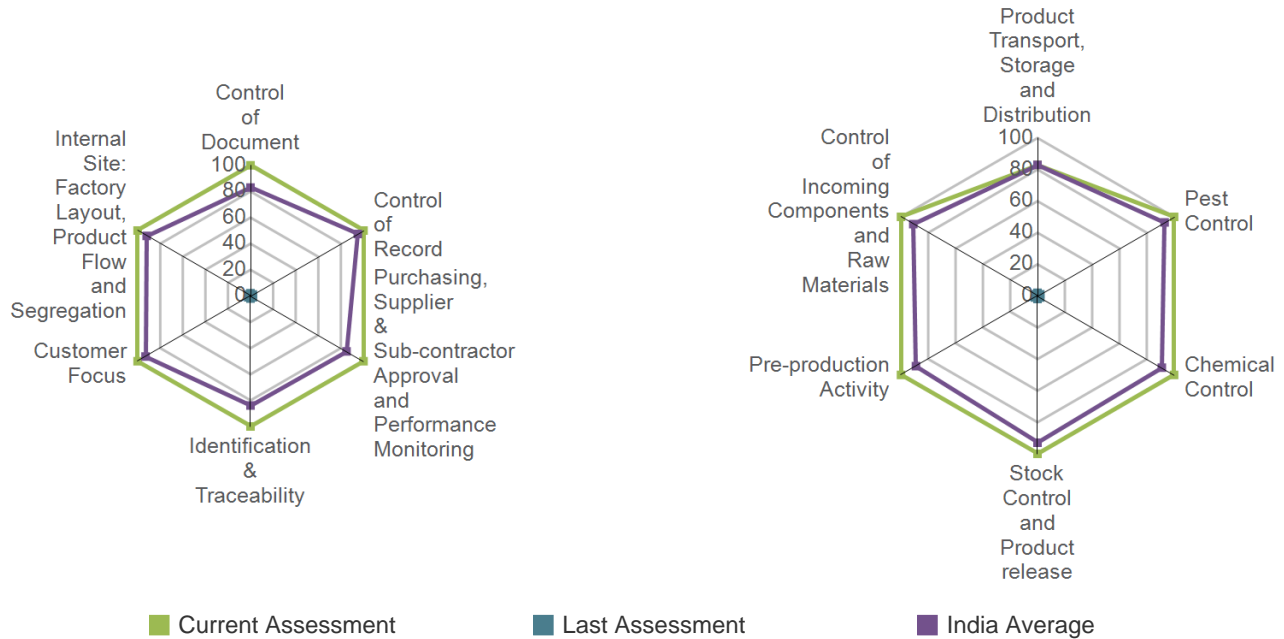 Control
of
Document
Internal
Site:
Factory
Layout,
Product
Flow
and
Segregation
100
80
60
40
20
0
Control
of
Record
Purchasing,
Supplier
&
Sub-contractor
Approval
and
Performance
Monitoring
Customer
Focus
Identification
&
Traceability
Product
Transport,
Storage
and
Distribution
Control
of
Incoming
Components
and
Raw
Materials
100
80
60
40
20
0
Pest
Control
Pre-production
Activity
Chemical
Control
Stock
Control
and
Product
release
Current Assessment
Last Assessment
India Average